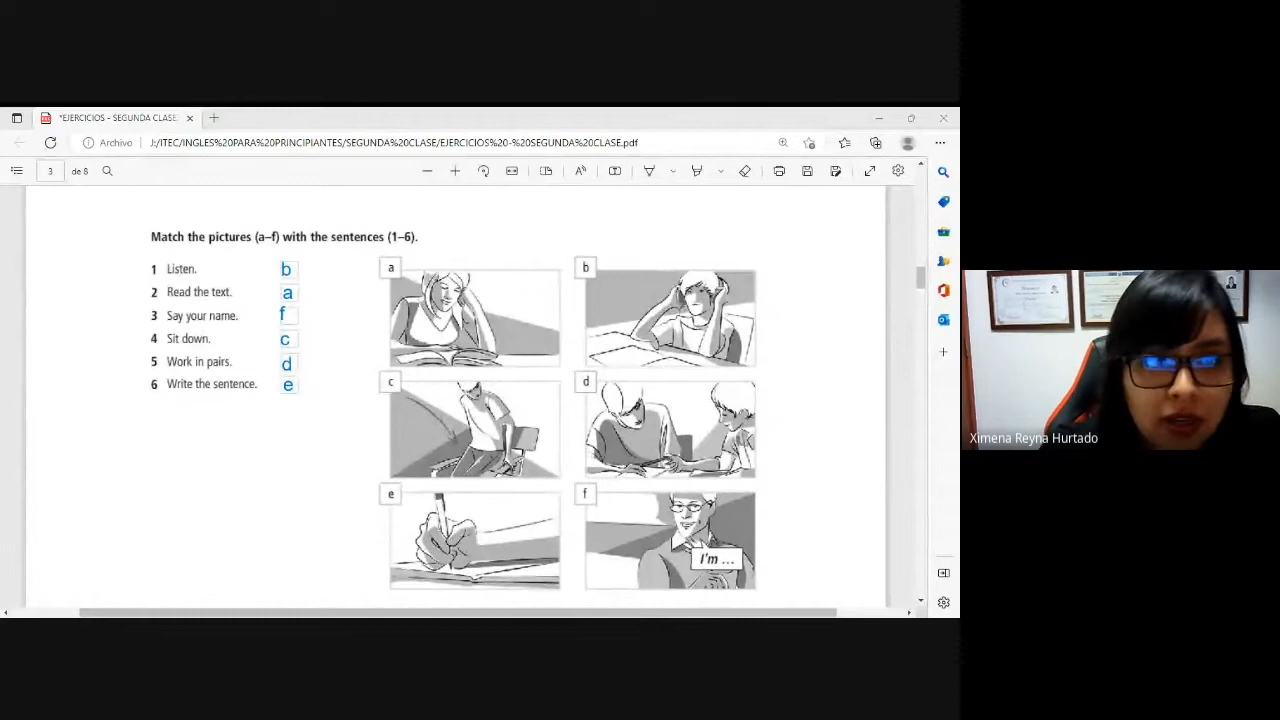 *EJERCICIOS - SEGUNDA CLASE.
Archivo J:/ITEC/INGLES%20PARA%20PRINCIPIANTES/SEGUNDA%20CLASE/EJERCICIOS%20-%20SEGUNDA%20CLASE.pdf
3 de 8
Match the pictures (a–f) with the sentences (1–6).
1 Listen. b
2 Read the text. a
3 Say your name. f
4 Sit down. c
5 Work in pairs. d
6 Write the sentence. e
a b
c d
e f
I'm ...
Ximena Reyna Hurtado